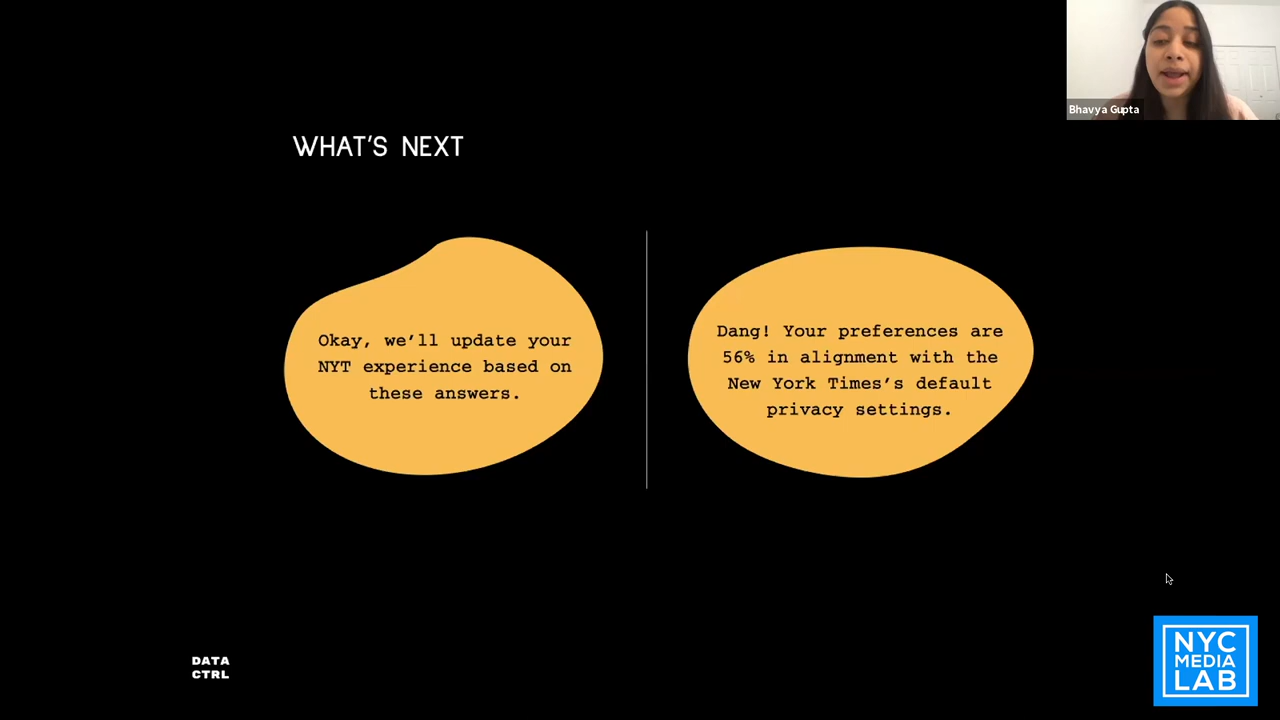 Bhavya Gupta
WHAT'S NEXT
Okay, we'll update your
NYT experience based on
these answers.
Dang! Your preferences are
56% in alignment with the
New York Times's default
privacy settings.
DATA
CTRL
NYC
MEDIA
LAB